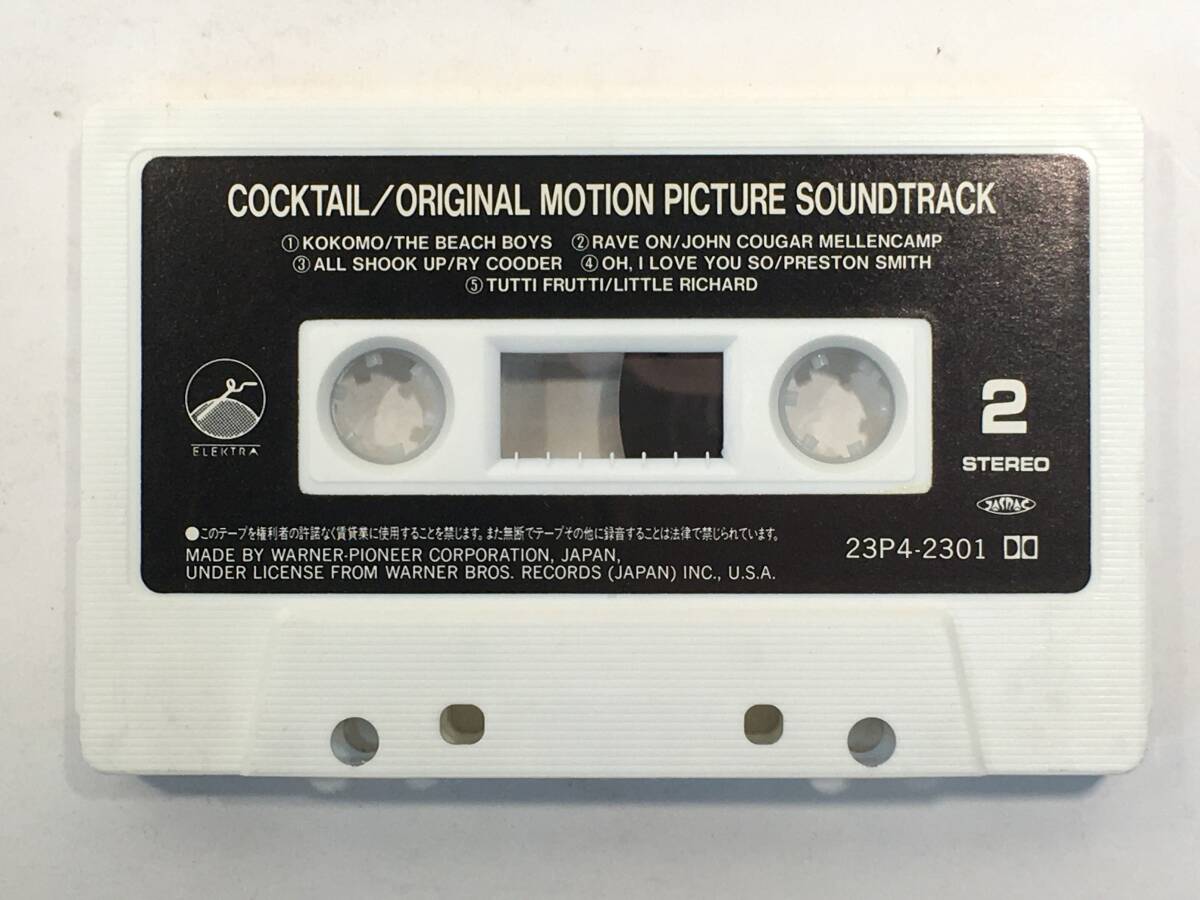 COCKTAIL/ORIGINAL MOTION PICTURE SOUNDTRACK
①KOKOMO/THE BEACH BOYS ②RAVE ON/JOHN COUGAR MELLENCAMP
③ALL SHOOK UP/RY COODER ④OH, I LOVE YOU SO/PRESTON SMITH
⑤TUTTI FRUTTI/LITTLE RICHARD
ELEKTRA
2
STEREO
JASRAC
●このテープを権利者の許諾なく賃貸業に使用することを禁じます。また無断でテープその他に録音することは法律で禁じられています。
MADE BY WARNER-PIONEER CORPORATION, JAPAN,
UNDER LICENSE FROM WARNER BROS. RECORDS (JAPAN) INC., U.S.A.
23P4-2301